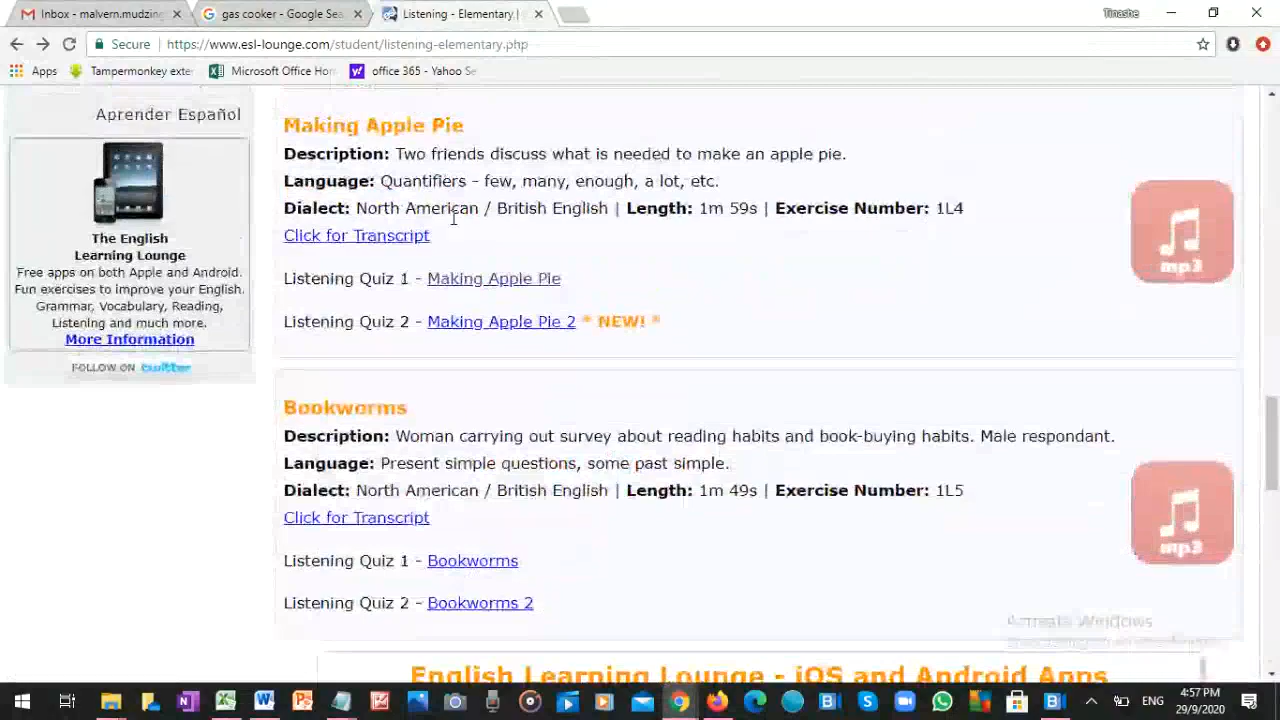 Inbox - malvern.mudzing
gas cooker - Google Sea
Listening - Elementary, |
Tinashe
Secure | https://www.esl-lounge.com/student/listening-elementary.php
Apps
Tampermonkey exter
Microsoft Office Hom
office 365 - Yahoo Se
Aprender Español
The English
Learning Lounge
Free apps on both Apple and Android.
Fun exercises to improve your English.
Grammar, Vocabulary, Reading,
Listening and much more.
More Information
FOLLOW ON twitter
Making Apple Pie
Description: Two friends discuss what is needed to make an apple pie.
Language: Quantifiers - few, many, enough, a lot, etc.
Dialect: North American / British English | Length: 1m 59s | Exercise Number: 1L4
Click for Transcript
mp3
Listening Quiz 1 - Making Apple Pie
Listening Quiz 2 - Making Apple Pie 2 * NEW! *
Bookworms
Description: Woman carrying out survey about reading habits and book-buying habits. Male respondant.
Language: Present simple questions, some past simple.
Dialect: North American / British English | Length: 1m 49s | Exercise Number: 1L5
Click for Transcript
mp3
Listening Quiz 1 - Bookworms
Listening Quiz 2 - Bookworms 2
Activate Windows
English Learning Lounge - iOS and Android Apps
ENG
4:57 PM
29/9/2020